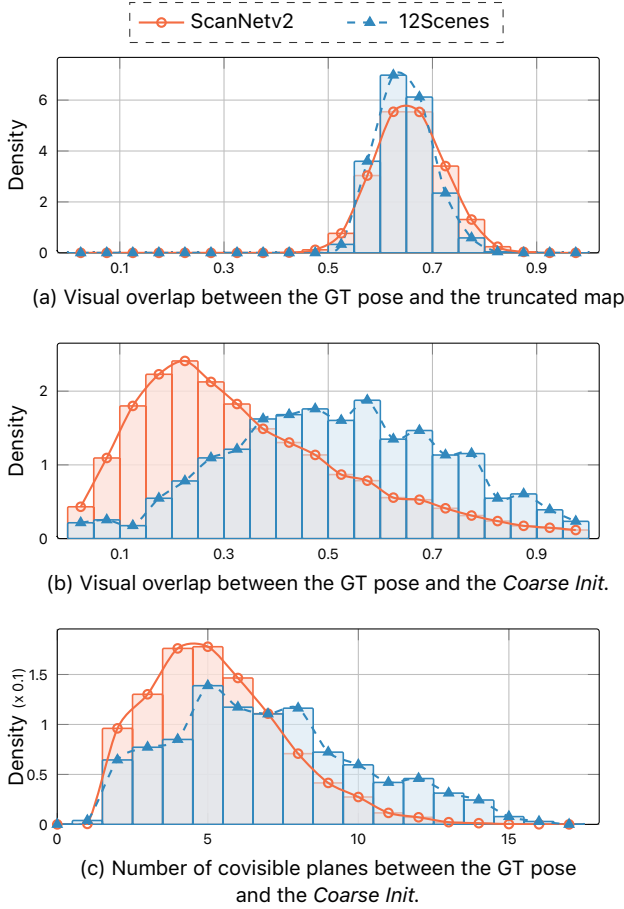 ScanNetv2 12Scenes
6
4
2
0
Density
0.1 0.3 0.5 0.7 0.9
(a) Visual overlap between the GT pose and the truncated map
2
1
0
Density
0.1 0.3 0.5 0.7 0.9
(b) Visual overlap between the GT pose and the Coarse Init.
1.5
1
0.5
0
Density (x 0.1)
0 5 10 15
(c) Number of covisible planes between the GT pose
and the Coarse Init.